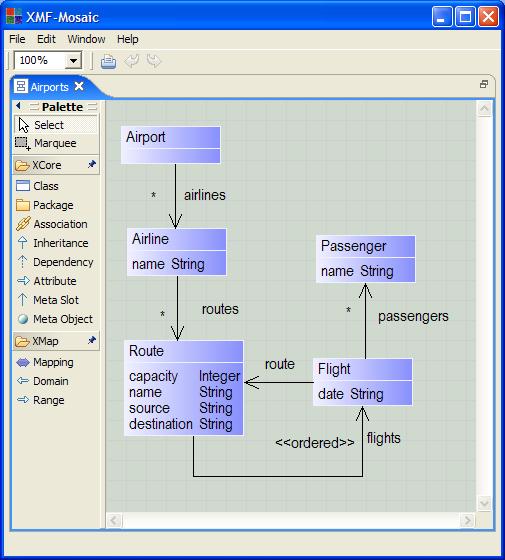 XMF-Mosaic
File Edit Window Help
100%
Airports
Palette
Select
Marquee
XCore
Class
Package
Association
Inheritance
Dependency
Attribute
Meta Slot
Meta Object
XMap
Mapping
Domain
Range
Airport
* airlines
Airline
name String
Passenger
name String
* routes
* passengers
Route
capacity Integer
name String
source String
destination String
route
Flight
date String
<<ordered>> flights